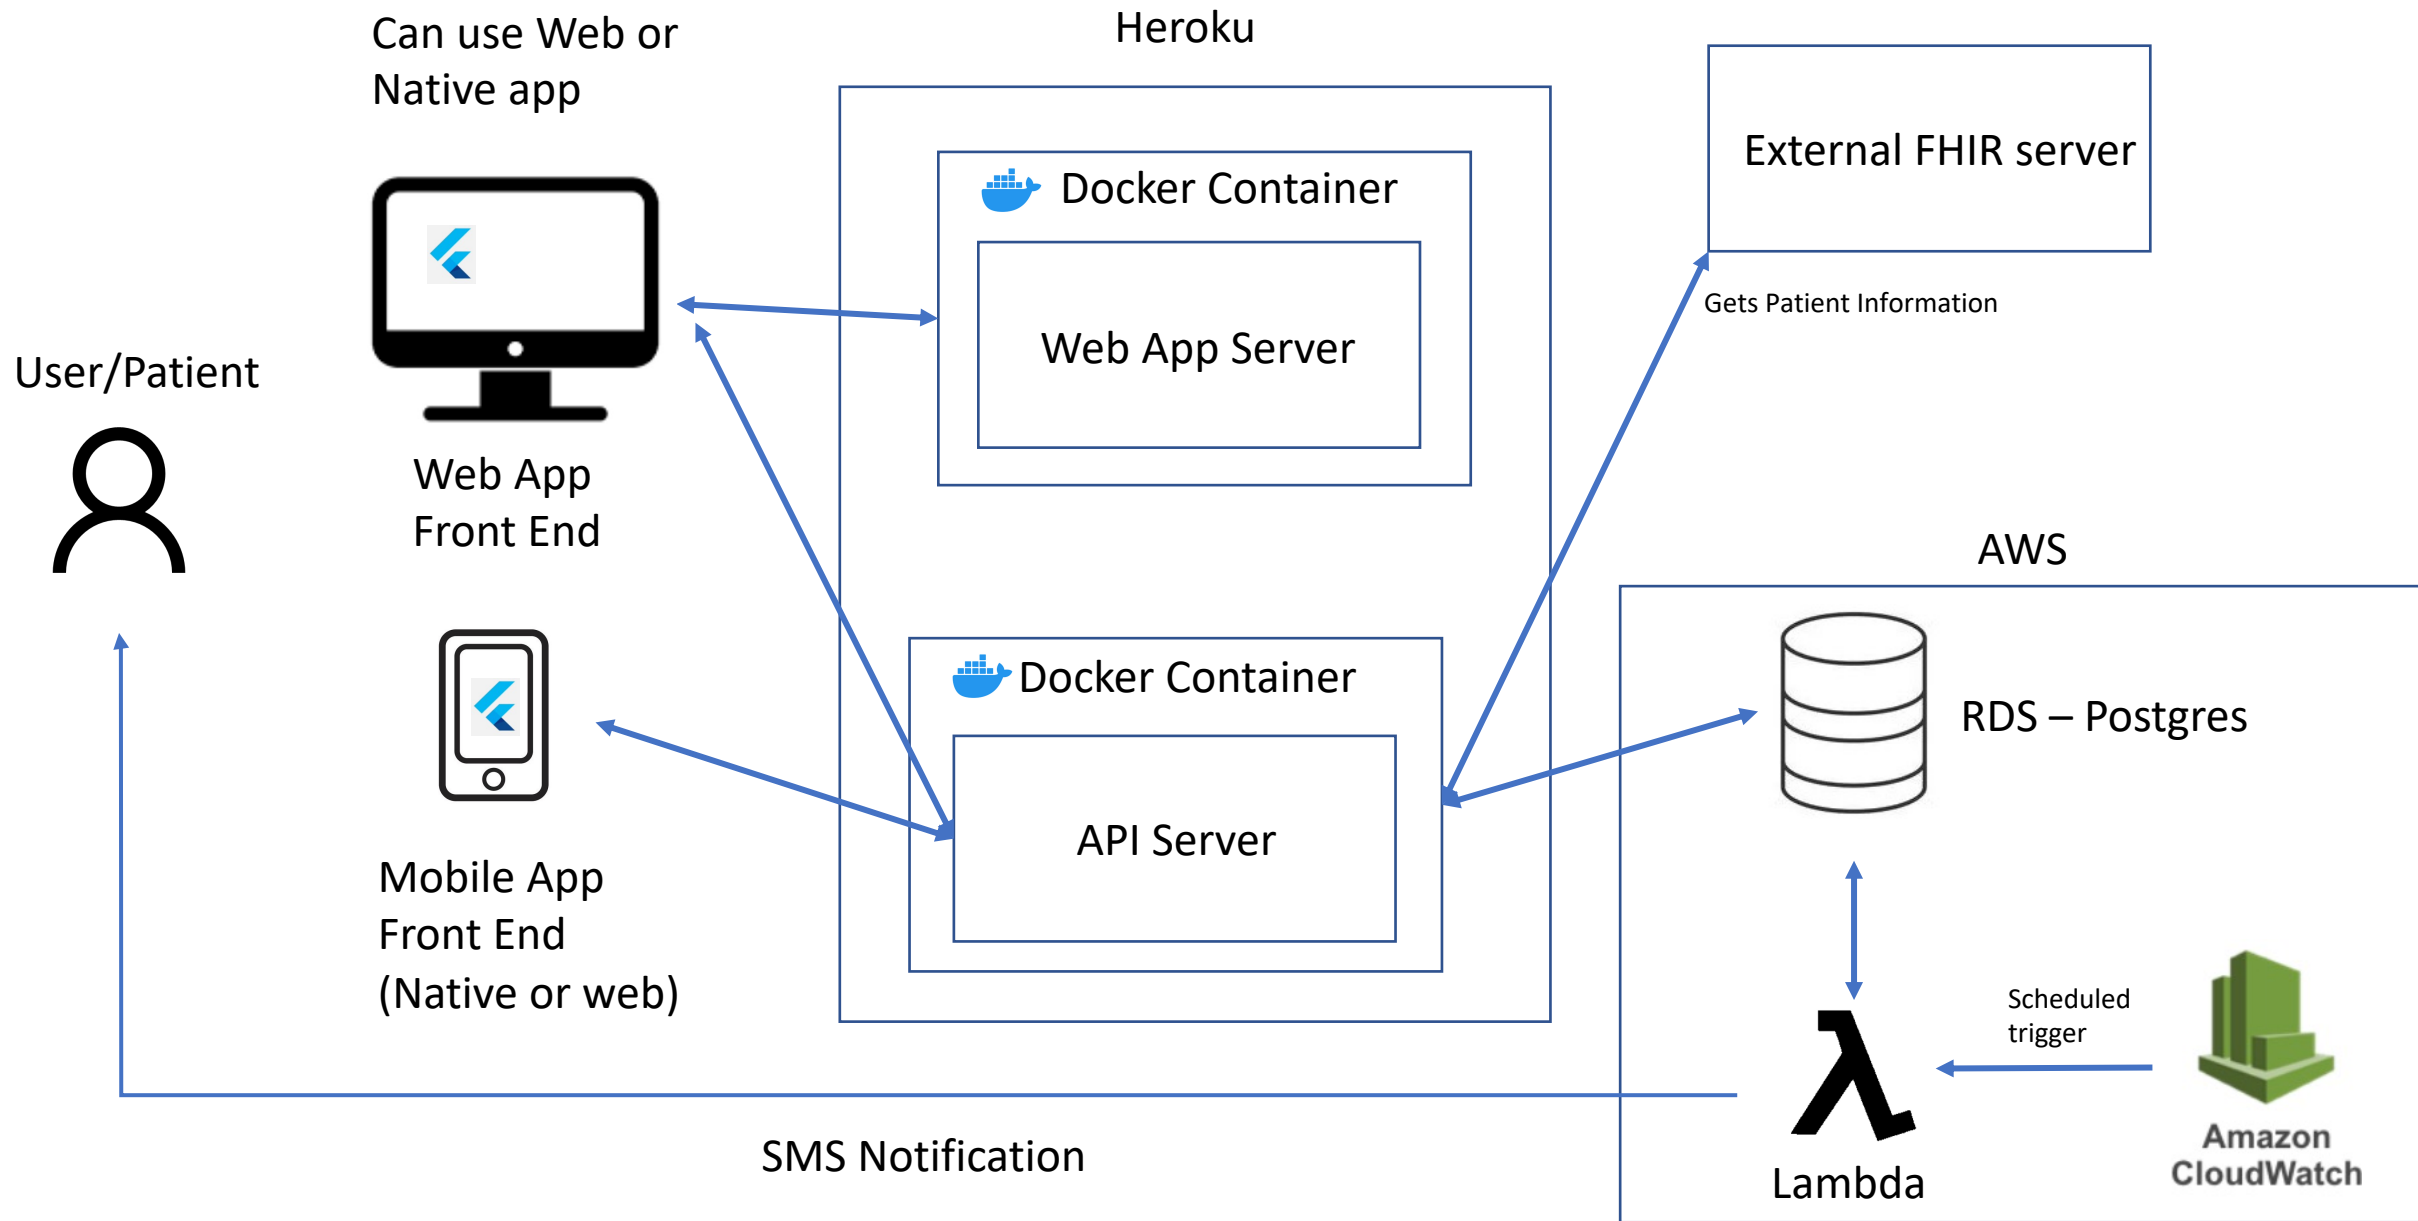 Can use Web or
Native app
Heroku
External FHIR server
Docker Container
Web App Server
Gets Patient Information
User/Patient
Web App
Front End
AWS
Docker Container
RDS – Postgres
API Server
Mobile App
Front End
(Native or web)
Scheduled
trigger
SMS Notification
Lambda
Amazon
CloudWatch